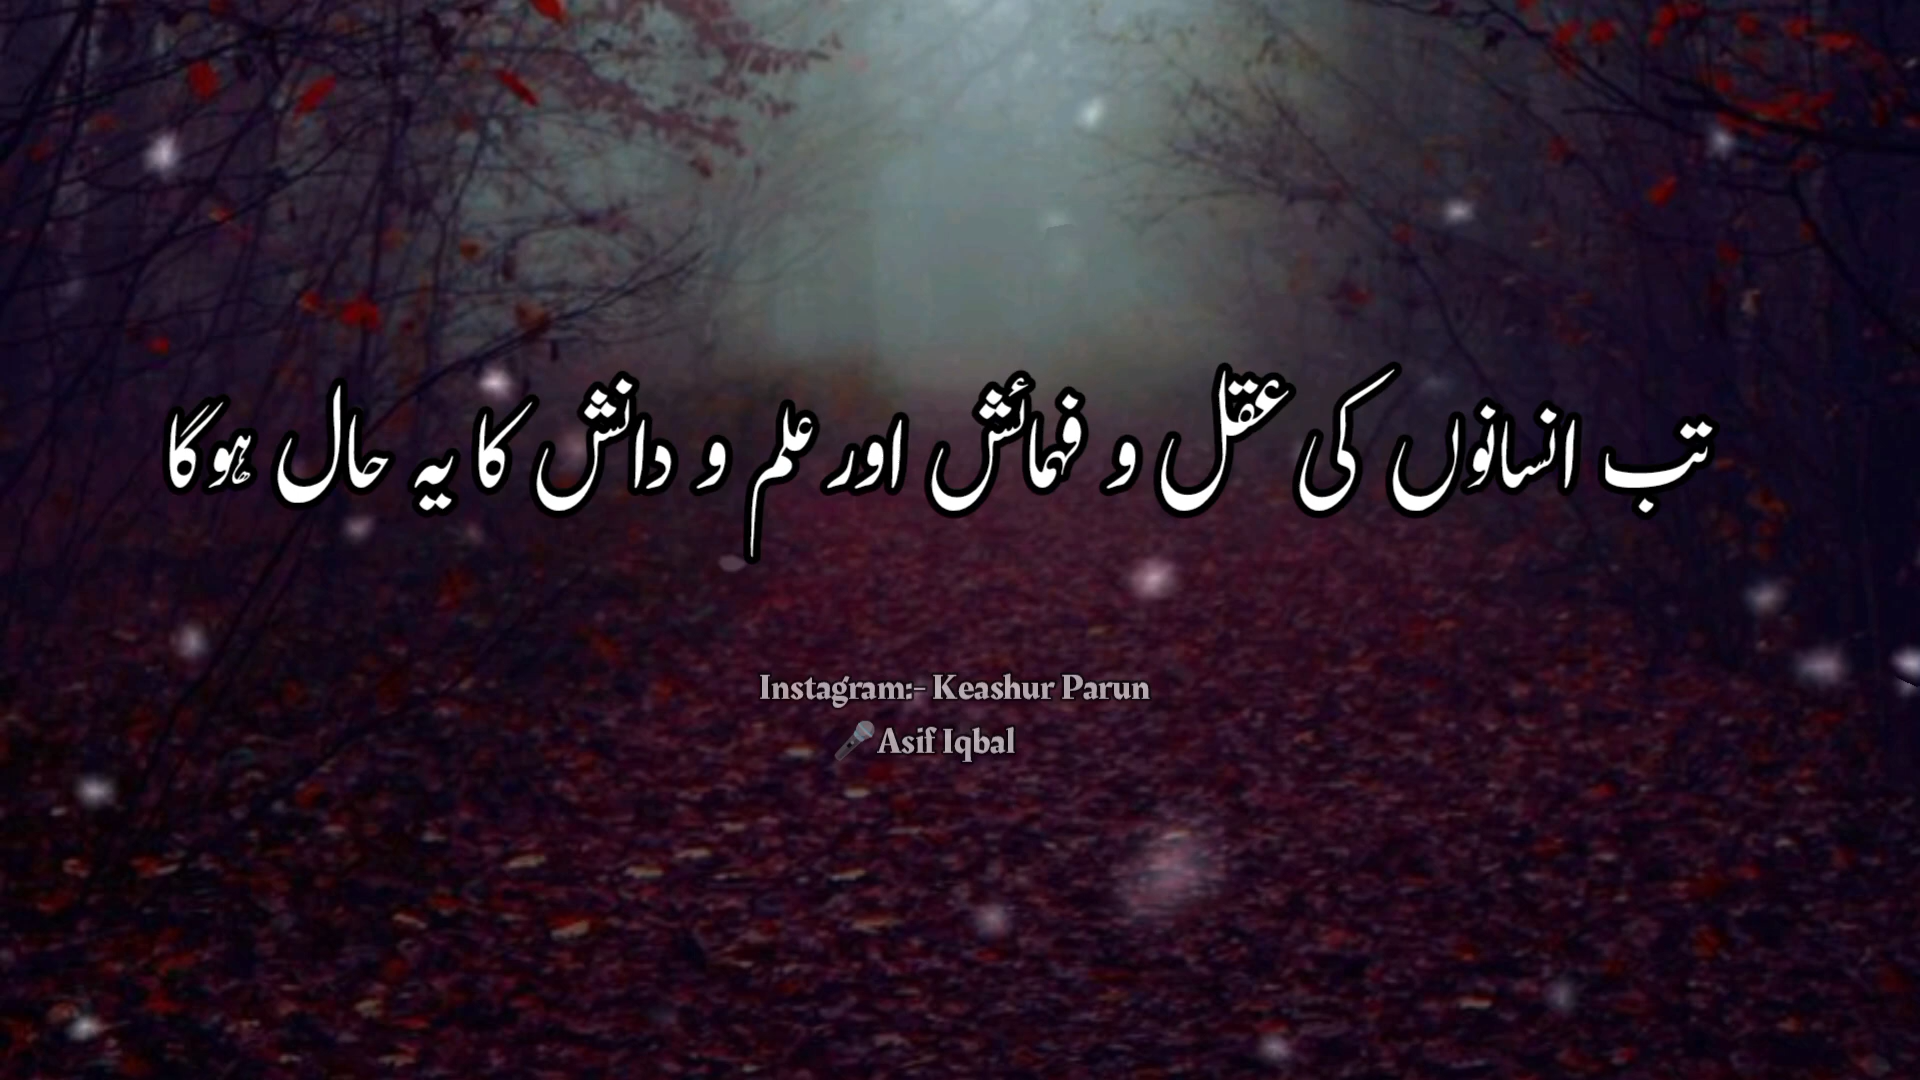 تب انسانوں کی عقل و فہمائش اور علم و دانش کا یہ حال ہوگا
Instagram:- Keashur Parun
🎤Asif Iqbal